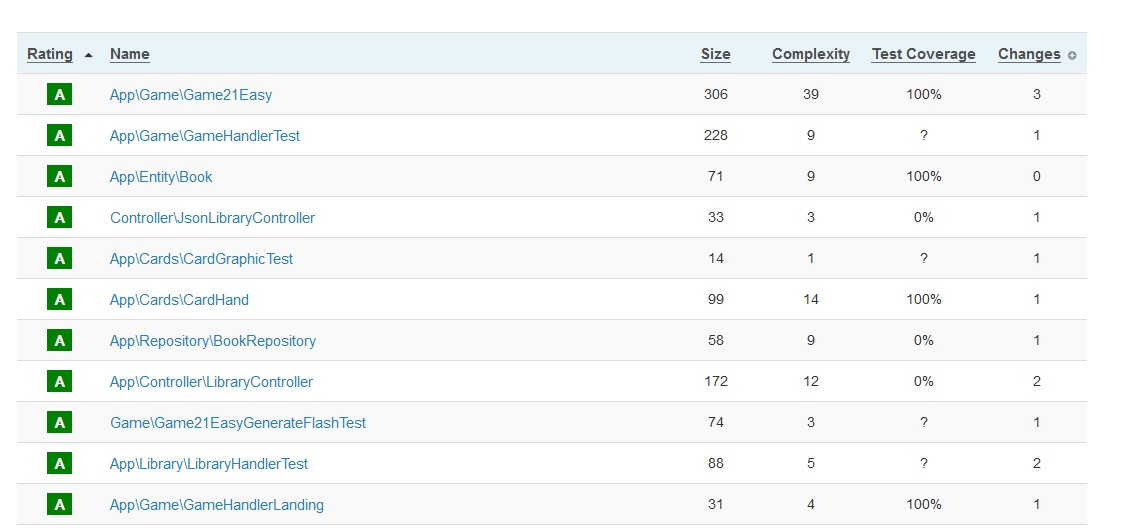 Rating Name Size Complexity Test Coverage Changes
A App\Game\Game21Easy 306 39 100% 3
A App\Game\GameHandlerTest 228 9 ? 1
A App\Entity\Book 71 9 100% 0
A Controller\JsonLibraryController 33 3 0% 1
A App\Cards\CardGraphicTest 14 1 ? 1
A App\Cards\CardHand 99 14 100% 1
A App\Repository\BookRepository 58 9 0% 1
A App\Controller\LibraryController 172 12 0% 2
A Game\Game21EasyGenerateFlashTest 74 3 ? 1
A App\Library\LibraryHandlerTest 88 5 ? 2
A App\Game\GameHandlerLanding 31 4 100% 1